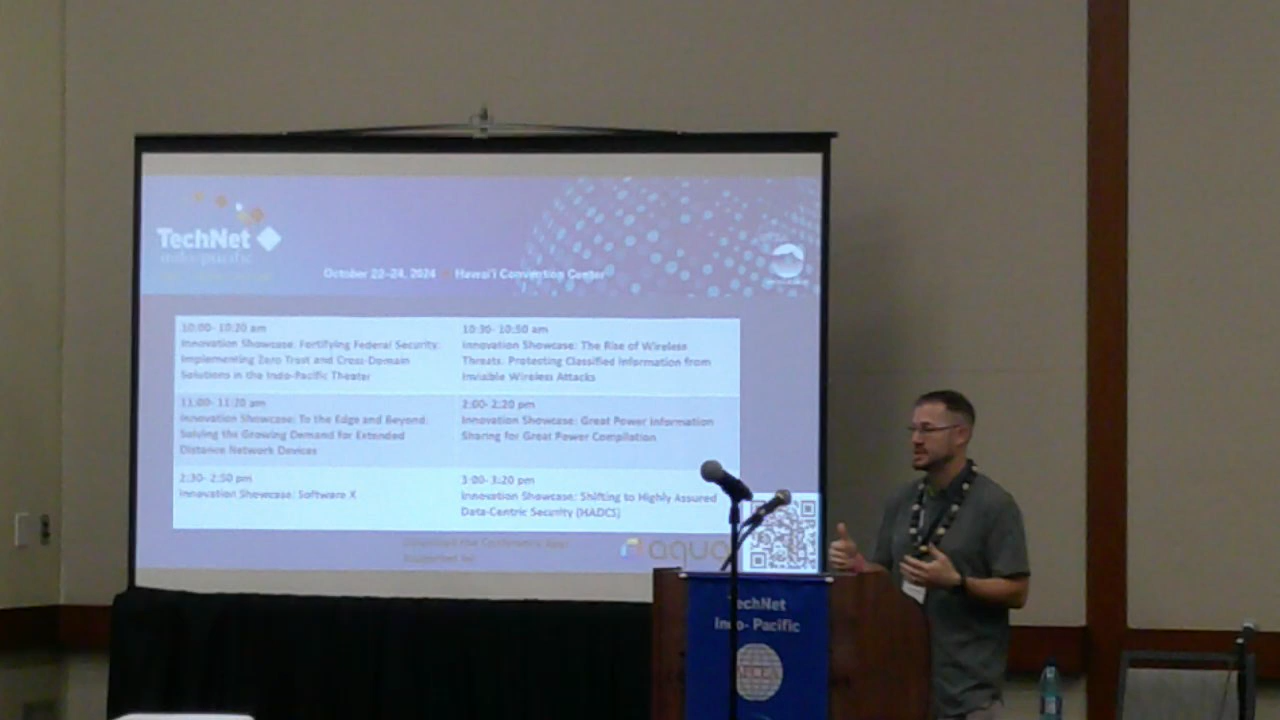 TechNet
indo-pacific
October 22-24, 2024 Hawai'i Convention Center
10:00- 10:20 am
Innovation Showcase: Fortifying Federal Security:
Implementing Zero Trust and Cross-Domain
Solutions in the Indo-Pacific Theater
10:30- 10:50 am
Innovation Showcase: The Rise of Wireless
Threats. Protecting Classified Information from
Invisible Wireless Attacks
11:00- 11:20 am
Innovation Showcase: To the Edge and Beyond:
Solving the Growing Demand for Extended
Distance Network Devices
2:00- 2:20 pm
Innovation Showcase: Great Power Information
Sharing for Great Power Compilation
2:30- 2:50 pm
Innovation Showcase: Software X
3:00- 3:20 pm
Innovation Showcase: Shifting to Highly Assured
Data-Centric Security (HADCS)
Download the Conference App
aqua
TechNet
Indo- Pacific
AFCEA